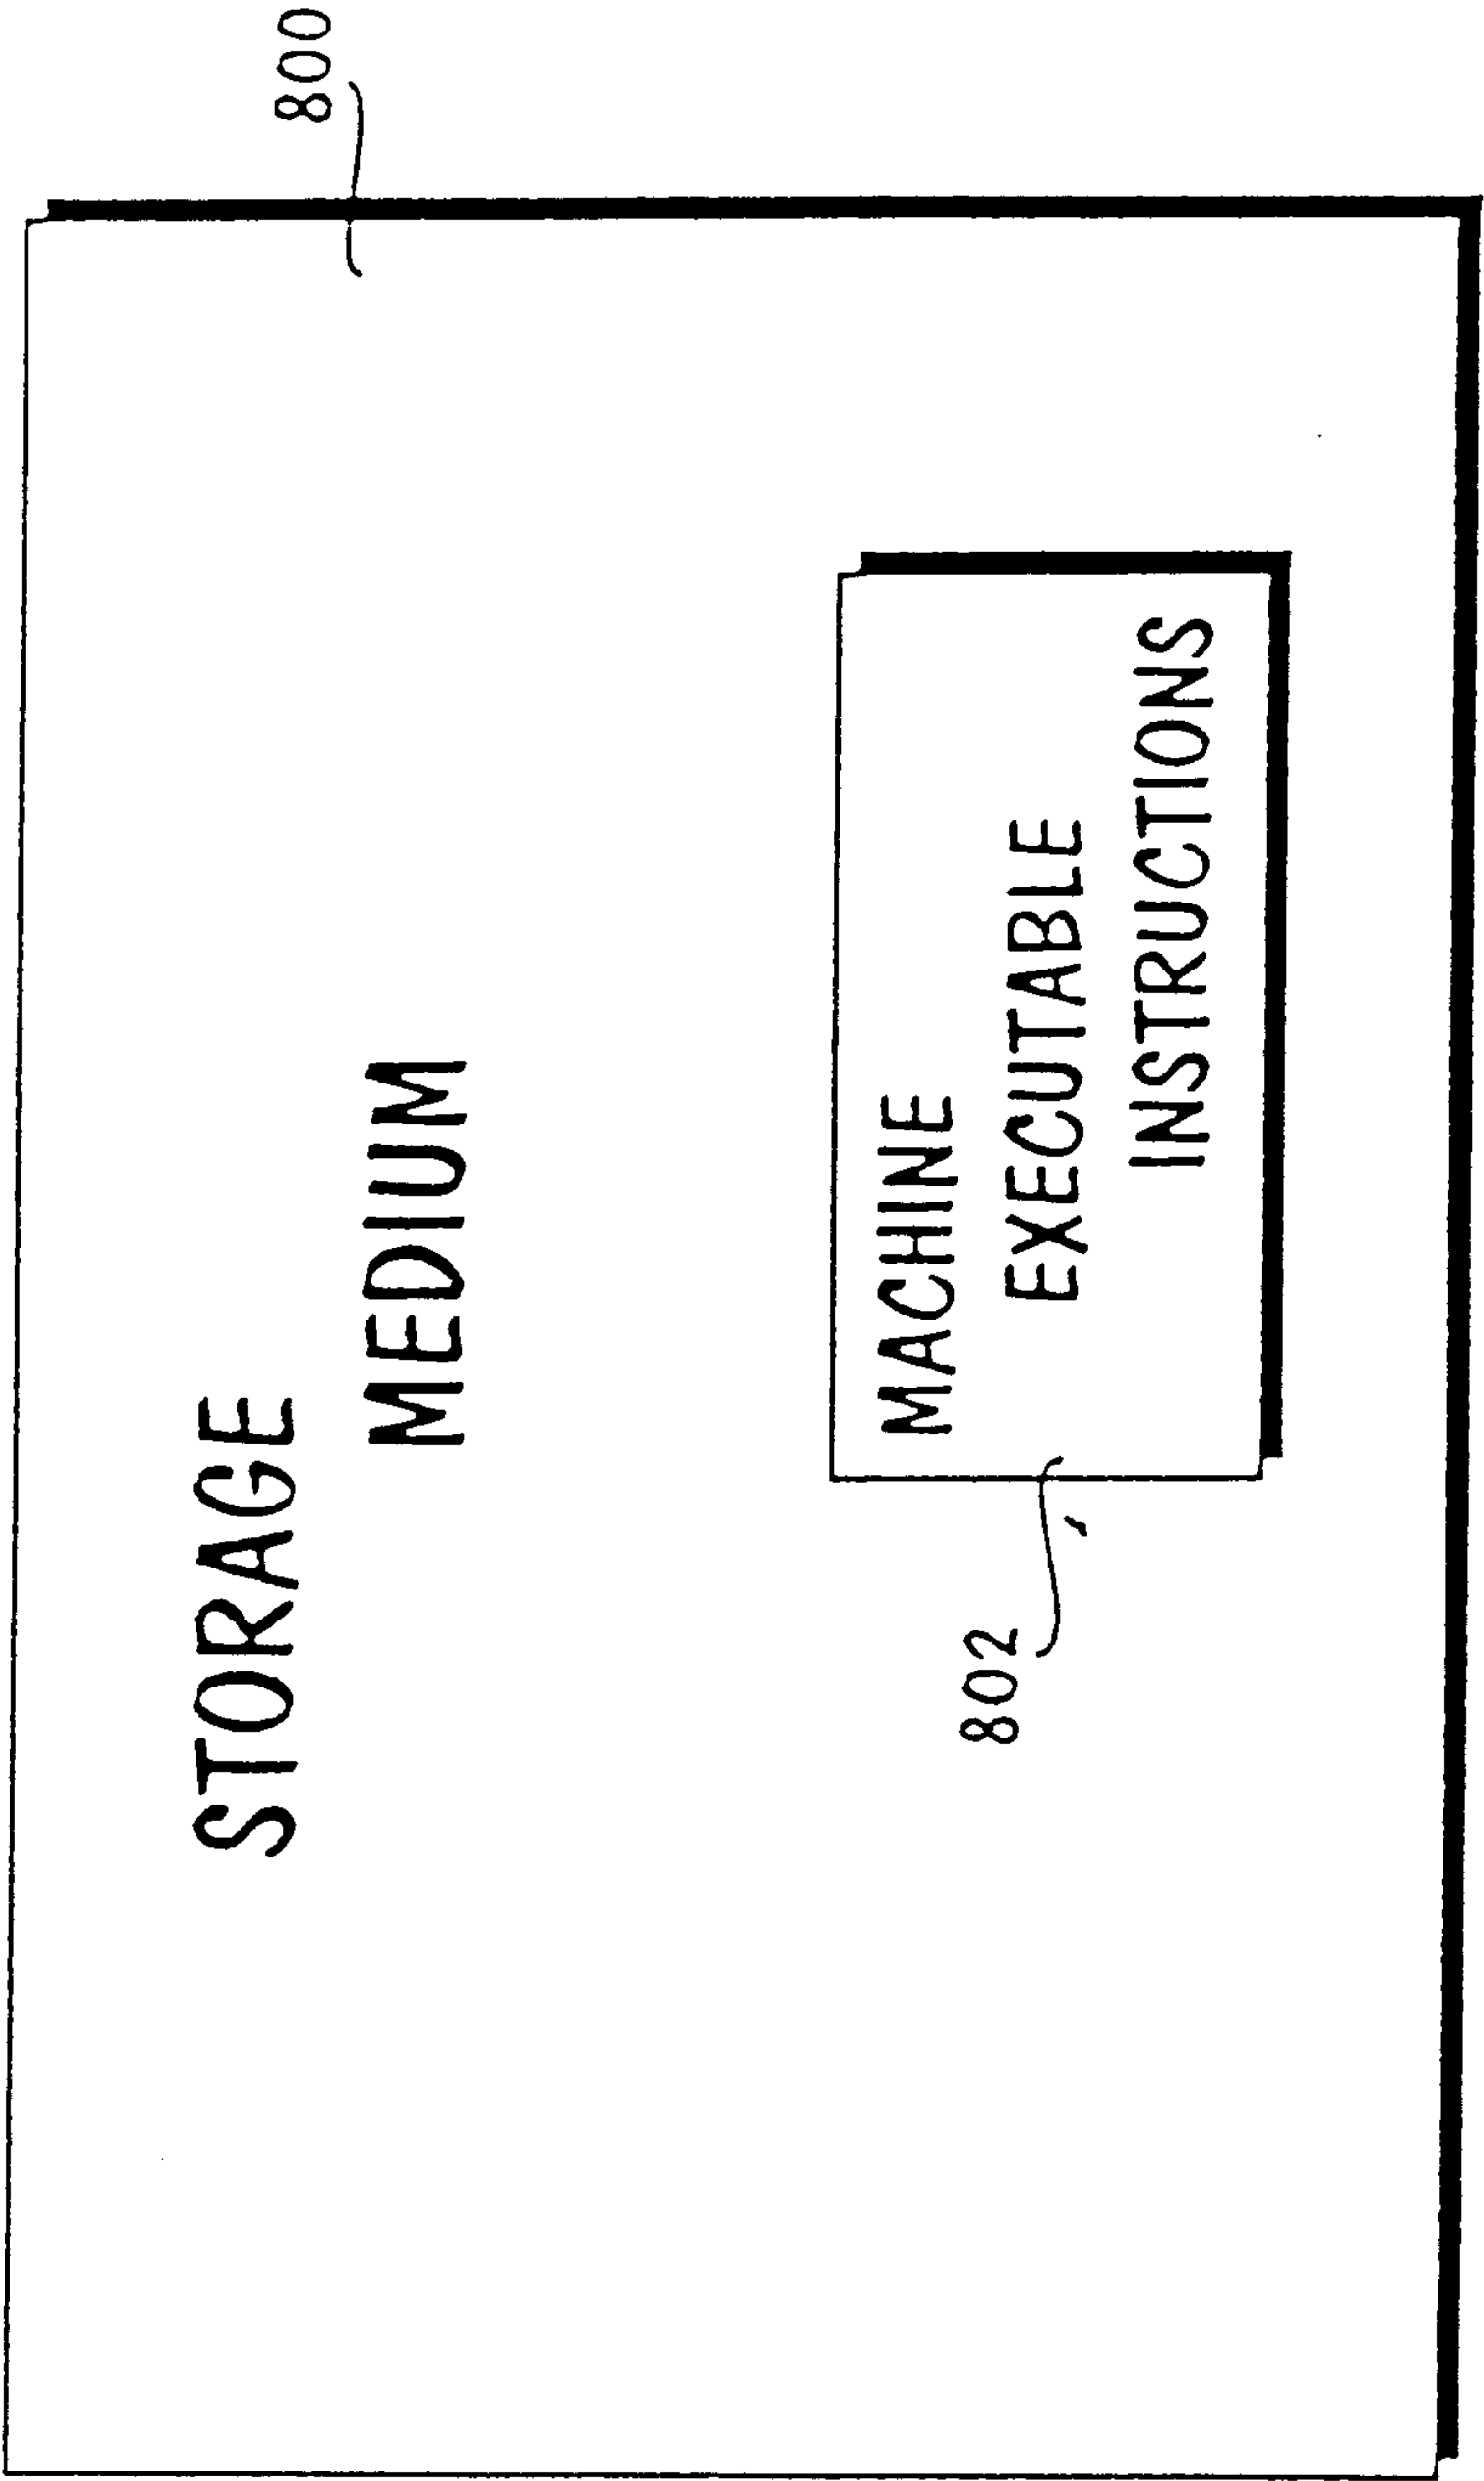 800
STORAGE
MEDIUM
MACHINE
EXECUTABLE
INSTRUCTIONS
802